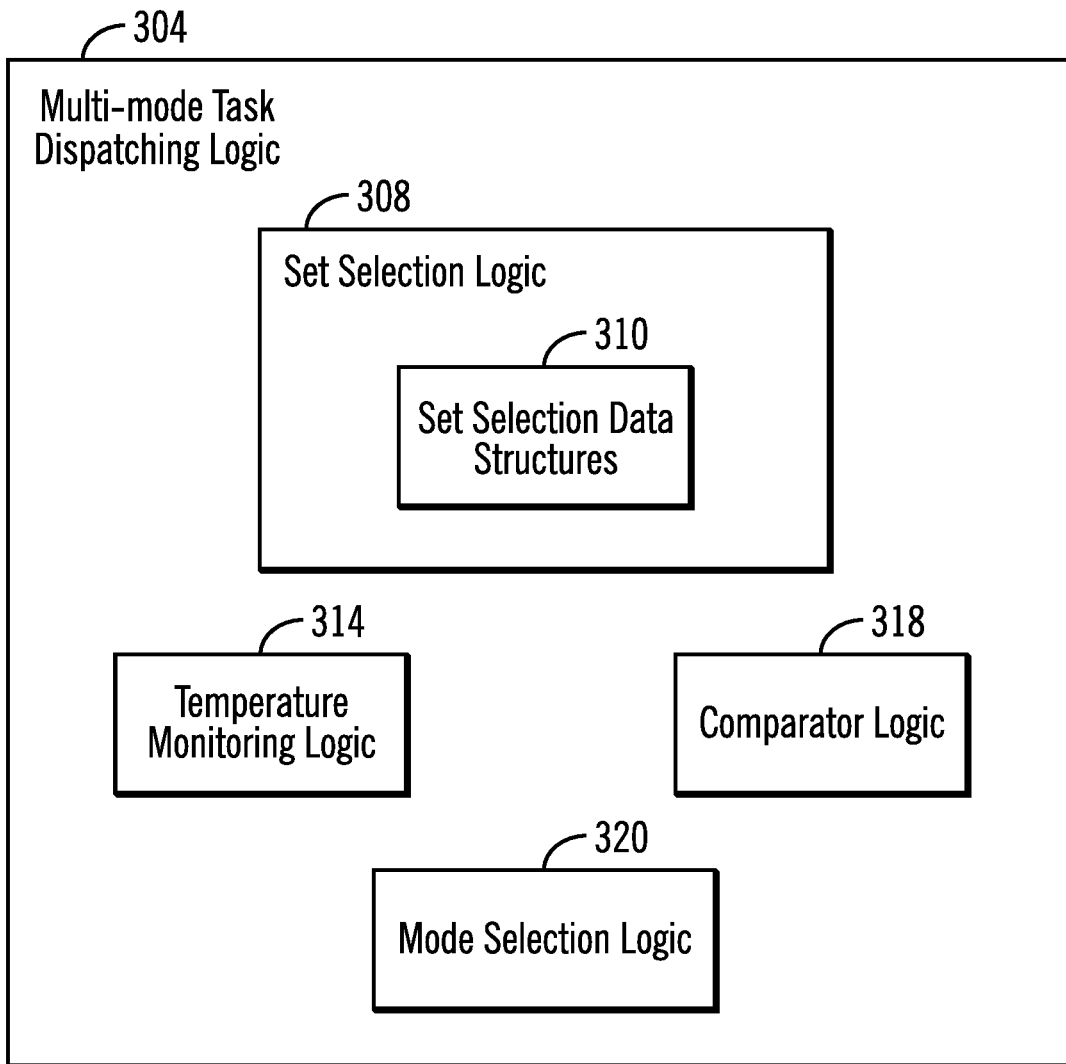 304
Multi-mode Task
Dispatching Logic
308
Set Selection Logic
310
Set Selection Data
Structures
314
Temperature
Monitoring Logic
318
Comparator Logic
320
Mode Selection Logic